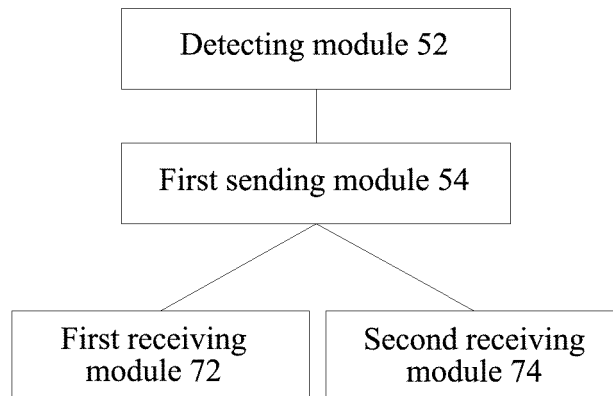 Detecting module 52
First sending module 54
First receiving
module 72
Second receiving
module 74